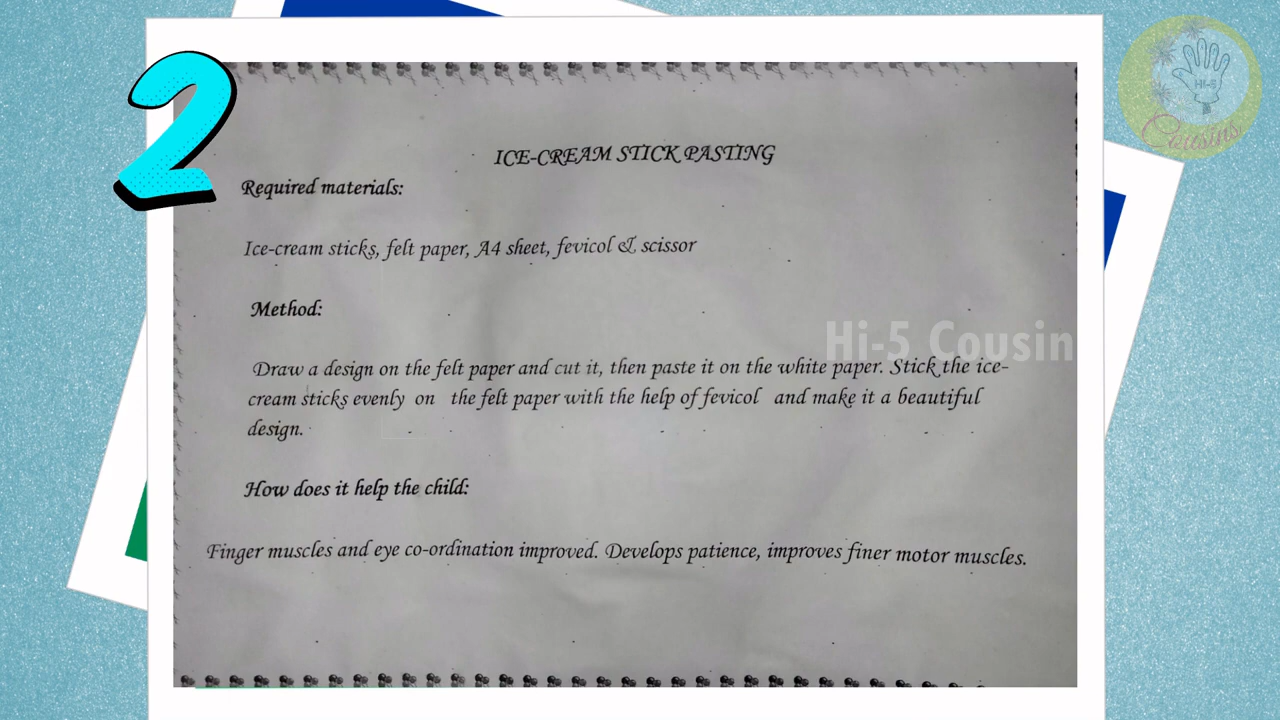 2
Hi-5
Cousins
ICE-CREAM STICK PASTING
Required materials:
Ice-cream sticks, felt paper, A4 sheet, fevicol & scissor
Method:
Hi-5 Cousin
Draw a design on the felt paper and cut it, then paste it on the white paper. Stick the ice-
cream sticks evenly on the felt paper with the help of fevicol and make it a beautiful
design.
How does it help the child:
Finger muscles and eye co-ordination improved. Develops patience, improves finer motor muscles.